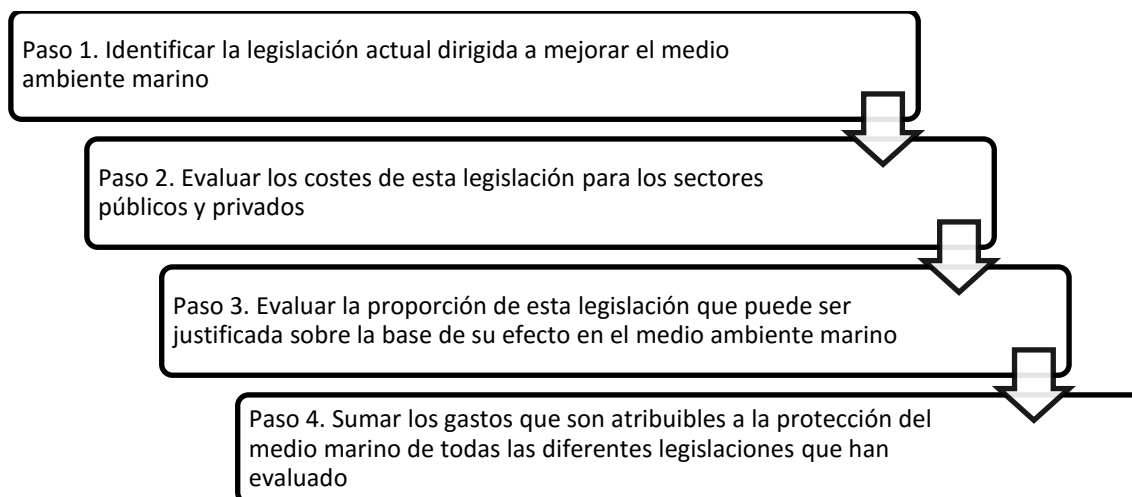 Paso 1. Identificar la legislación actual dirigida a mejorar el medio
ambiente marino
Paso 2. Evaluar los costes de esta legislación para los sectores
públicos y privados
Paso 3. Evaluar la proporción de esta legislación que puede ser
justificada sobre la base de su efecto en el medio ambiente marino
Paso 4. Sumar los gastos que son atribuibles a la protección del
medio marino de todas las diferentes legislaciones que han
evaluado